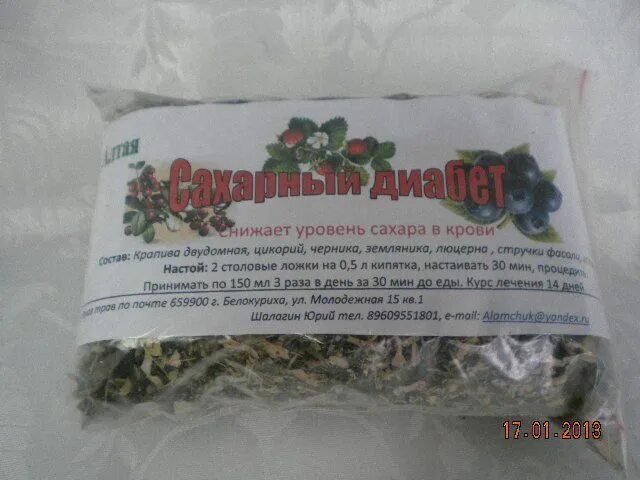 Сахарный диабет
Снижает уровень сахара в крови
Состав: Крапива двудомная, цикорий, черника, земляника, люцерна , стручки фасоли,
Настой: 2 столовые ложки на 0,5 л кипятка, настаивать 30 мин, процедить
Принимать по 150 мл 3 раза в день за 30 мин до еды. Курс лечения 14 дней
трав по почте 659900 г. Белокуриха, ул. Молодежная 15 кв.1
Шалагин Юрий тел. 89609551801, e-mail: Alamchuk@yandex.ru
17.01.2013